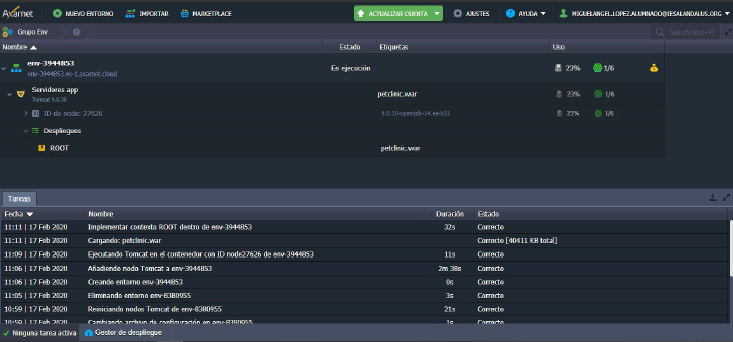 Axarnet NUEVO ENTORNO IMPORTAR MARKETPLACE ACTUALIZAR CUENTA AJUSTES AYUDA MIGUELANGEL.LOPEZ.ALUMINADO@IESALANDALUS.ORG
Grupo Env Search (Ctrl+F)
Nombre Estado Etiquetas Uso
env-3944853 En ejecución 23% 1/6
env-3944853.es-1.axarnet.cloud
Servidores app petclinic.war 23% 1/6
Tomcat 9.0.30
ID de node: 27626 9.0.30-openjdk-14.ea-b31 23% 1/6
Despliegues
ROOT petclinic.war
Tareas
Fecha Nombre Duración Estado
11:11 | 17 Feb 2020 Implementar contexto ROOT dentro de env-3944853 32s Correcto
11:11 | 17 Feb 2020 Cargando: petclinic.war Correcto [40411 KB total]
11:09 | 17 Feb 2020 Ejecutando Tomcat en el contenedor con ID node27626 de env-3944853 11s Correcto
11:06 | 17 Feb 2020 Añadiendo nodo Tomcat a env-3944853 2m 38s Correcto
11:06 | 17 Feb 2020 Creando entorno env-3944853 0s Correcto
11:05 | 17 Feb 2020 Eliminando entorno env-8380955 3s Correcto
10:59 | 17 Feb 2020 Reiniciando nodos Tomcat de env-8380955 21s Correcto
10:59 | 17 Feb 2020 Cambiando archivo de configuración en env-8380955 1s Correcto
Ninguna tarea activa Gestor de despliegue